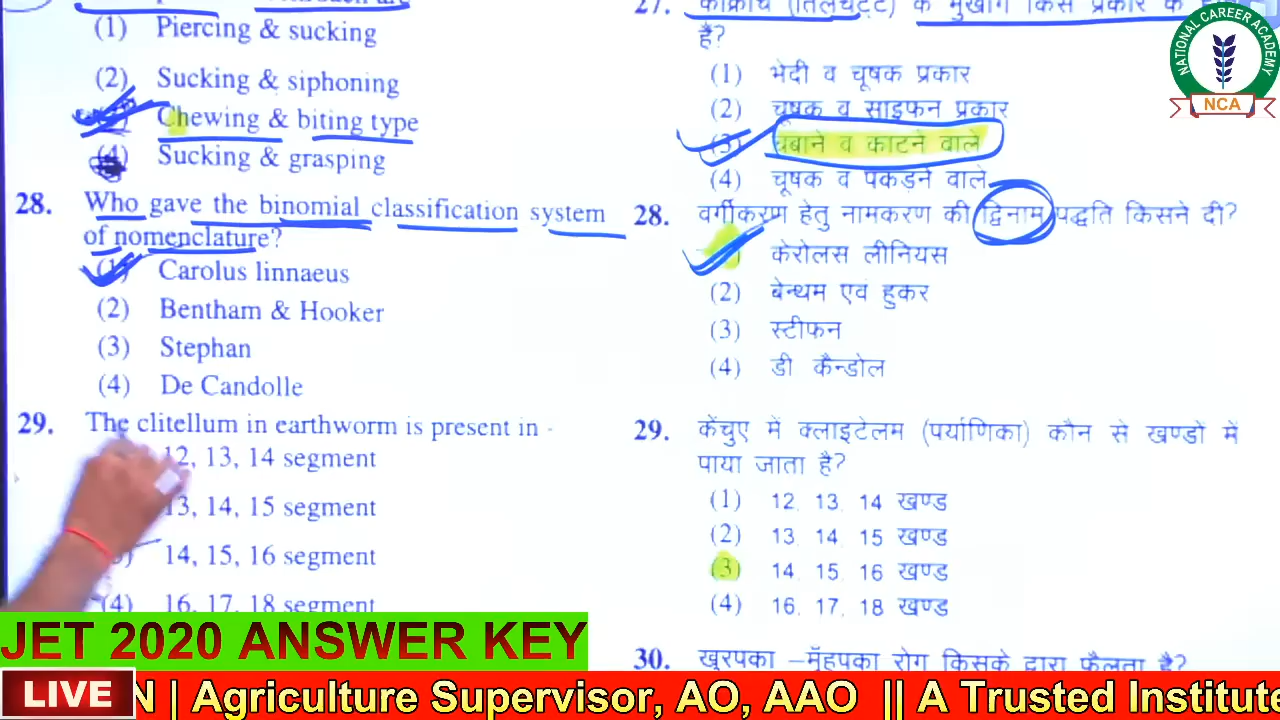 (1) Piercing & sucking
(2) Sucking & siphoning
Chewing & biting type
(4) Sucking & grasping
28. Who gave the binomial classification system
of nomenclature?
(1) Carolus linnaeus
(2) Bentham & Hooker
(3) Stephan
(4) De Candolle
29. The clitellum in earthworm is present in -
12, 13, 14 segment
13, 14, 15 segment
14, 15, 16 segment
(4) 16, 17, 18 segment
27. कॉक्रोच (तिलचट्टे) के मुखांग किस प्रकार के
हैं?
(1) भेदी व चूषक प्रकार
(2) चूषक व साइफन प्रकार
(3) चबाने व काटने वाले
(4) चूषक व पकड़ने वाले
28 वर्गीकरण हेतु नामकरण की द्विनाम पद्धति किसने दी?
केरोलस लीनियस
(2) बेन्थम एवं हुकर
(3) स्टीफन
(4) डी कैन्डोल
29. केंचुए में क्लाइटेलम (पर्याणिका) कौन से खण्डों में
पाया जाता है?
(1) 12, 13, 14 खण्ड
(2) 13, 14, 15 खण्ड
(3) 14, 15, 16 खण्ड
(4) 16, 17, 18 खण्ड
30. खुरपका –मुँहपका रोग किसके द्वारा फैलता है?
NATIONAL CAREER ACADEMY
NCA
JET 2020 ANSWER KEY
LIVE
N | Agriculture Supervisor, AO, AAO || A Trusted Institute